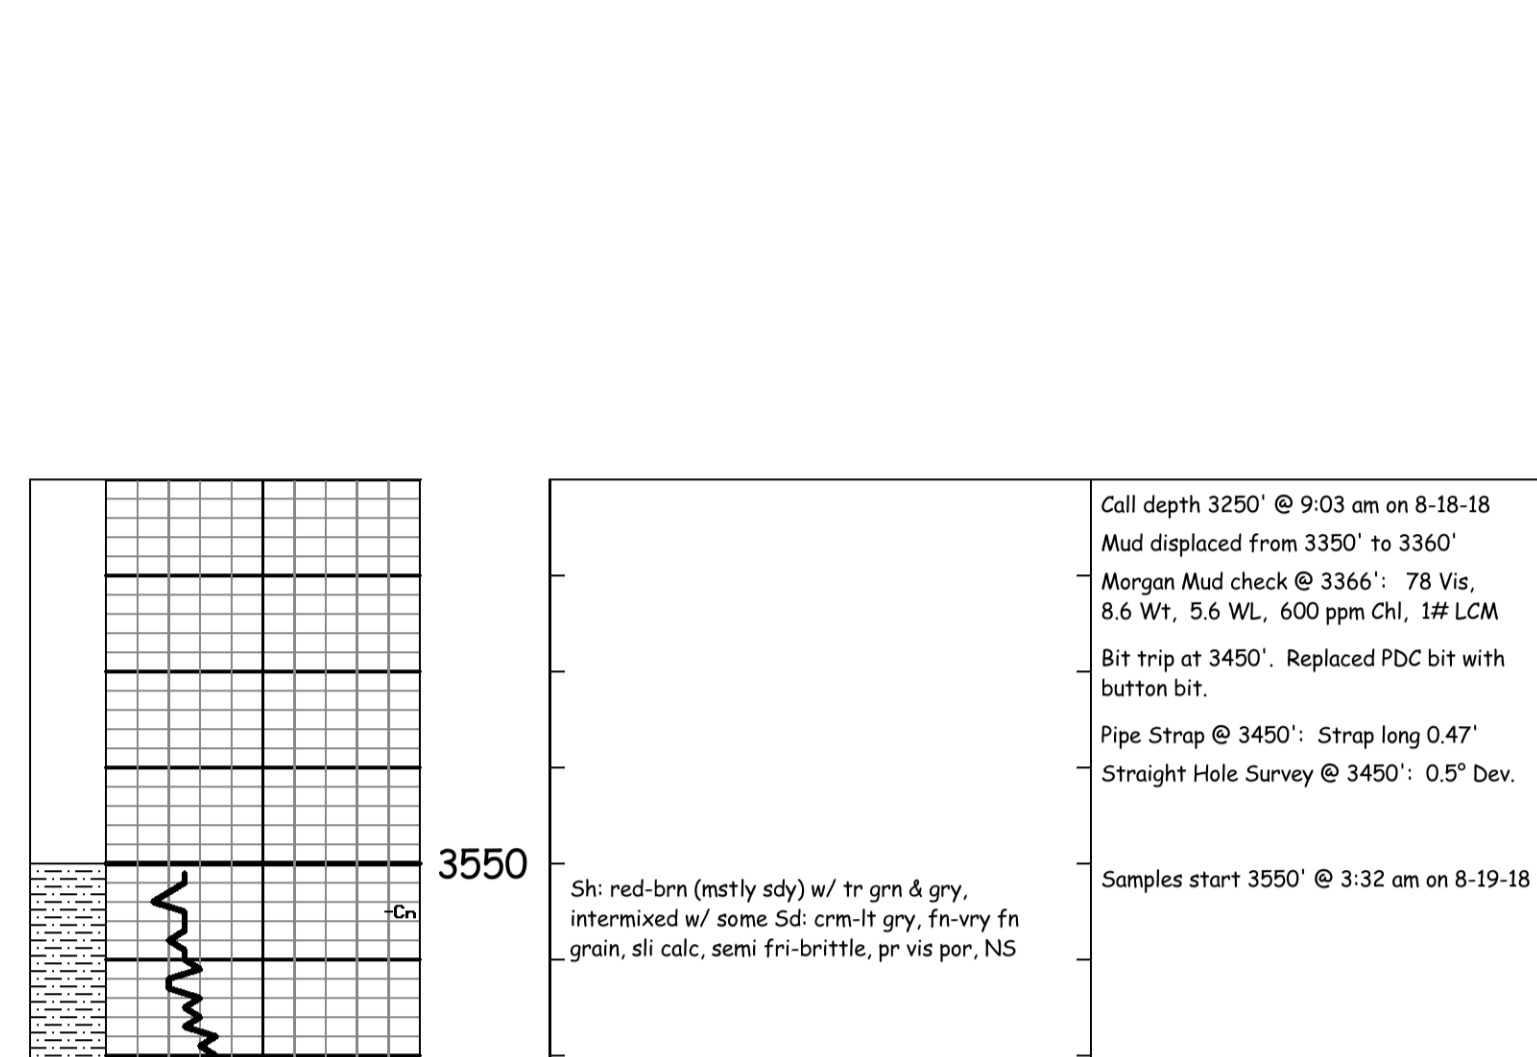 Call depth 3250' @ 9:03 am on 8-18-18
Mud displaced from 3350' to 3360'
Morgan Mud check @ 3366': 78 Vis,
8.6 Wt, 5.6 WL, 600 ppm Chl, 1# LCM
Bit trip at 3450'. Replaced PDC bit with
button bit.
Pipe Strap @ 3450': Strap long 0.47'
Straight Hole Survey @ 3450': 0.5° Dev.
3550
Samples start 3550' @ 3:32 am on 8-19-18
Sh: red-brn (mstly sdy) w/ tr grn & gry,
intermixed w/ some Sd: crm-lt gry, fn-vry fn
grain, sli calc, semi fri-brittle, pr vis por, NS
-Cn